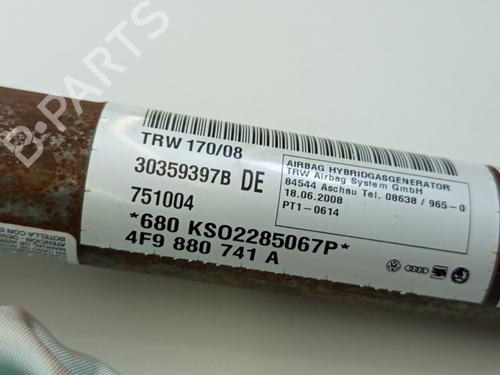 TRW 170/08
30359397B DE
751004
*680 KS02285067P*
4F9 880 741 A
AIRBAG HYBRIDGASGENERATOR
TRW Airbag System GmbH
84544 Aschau Tel. 08638 / 965-0
18.06.2008
PT1-0614
B-PARTS